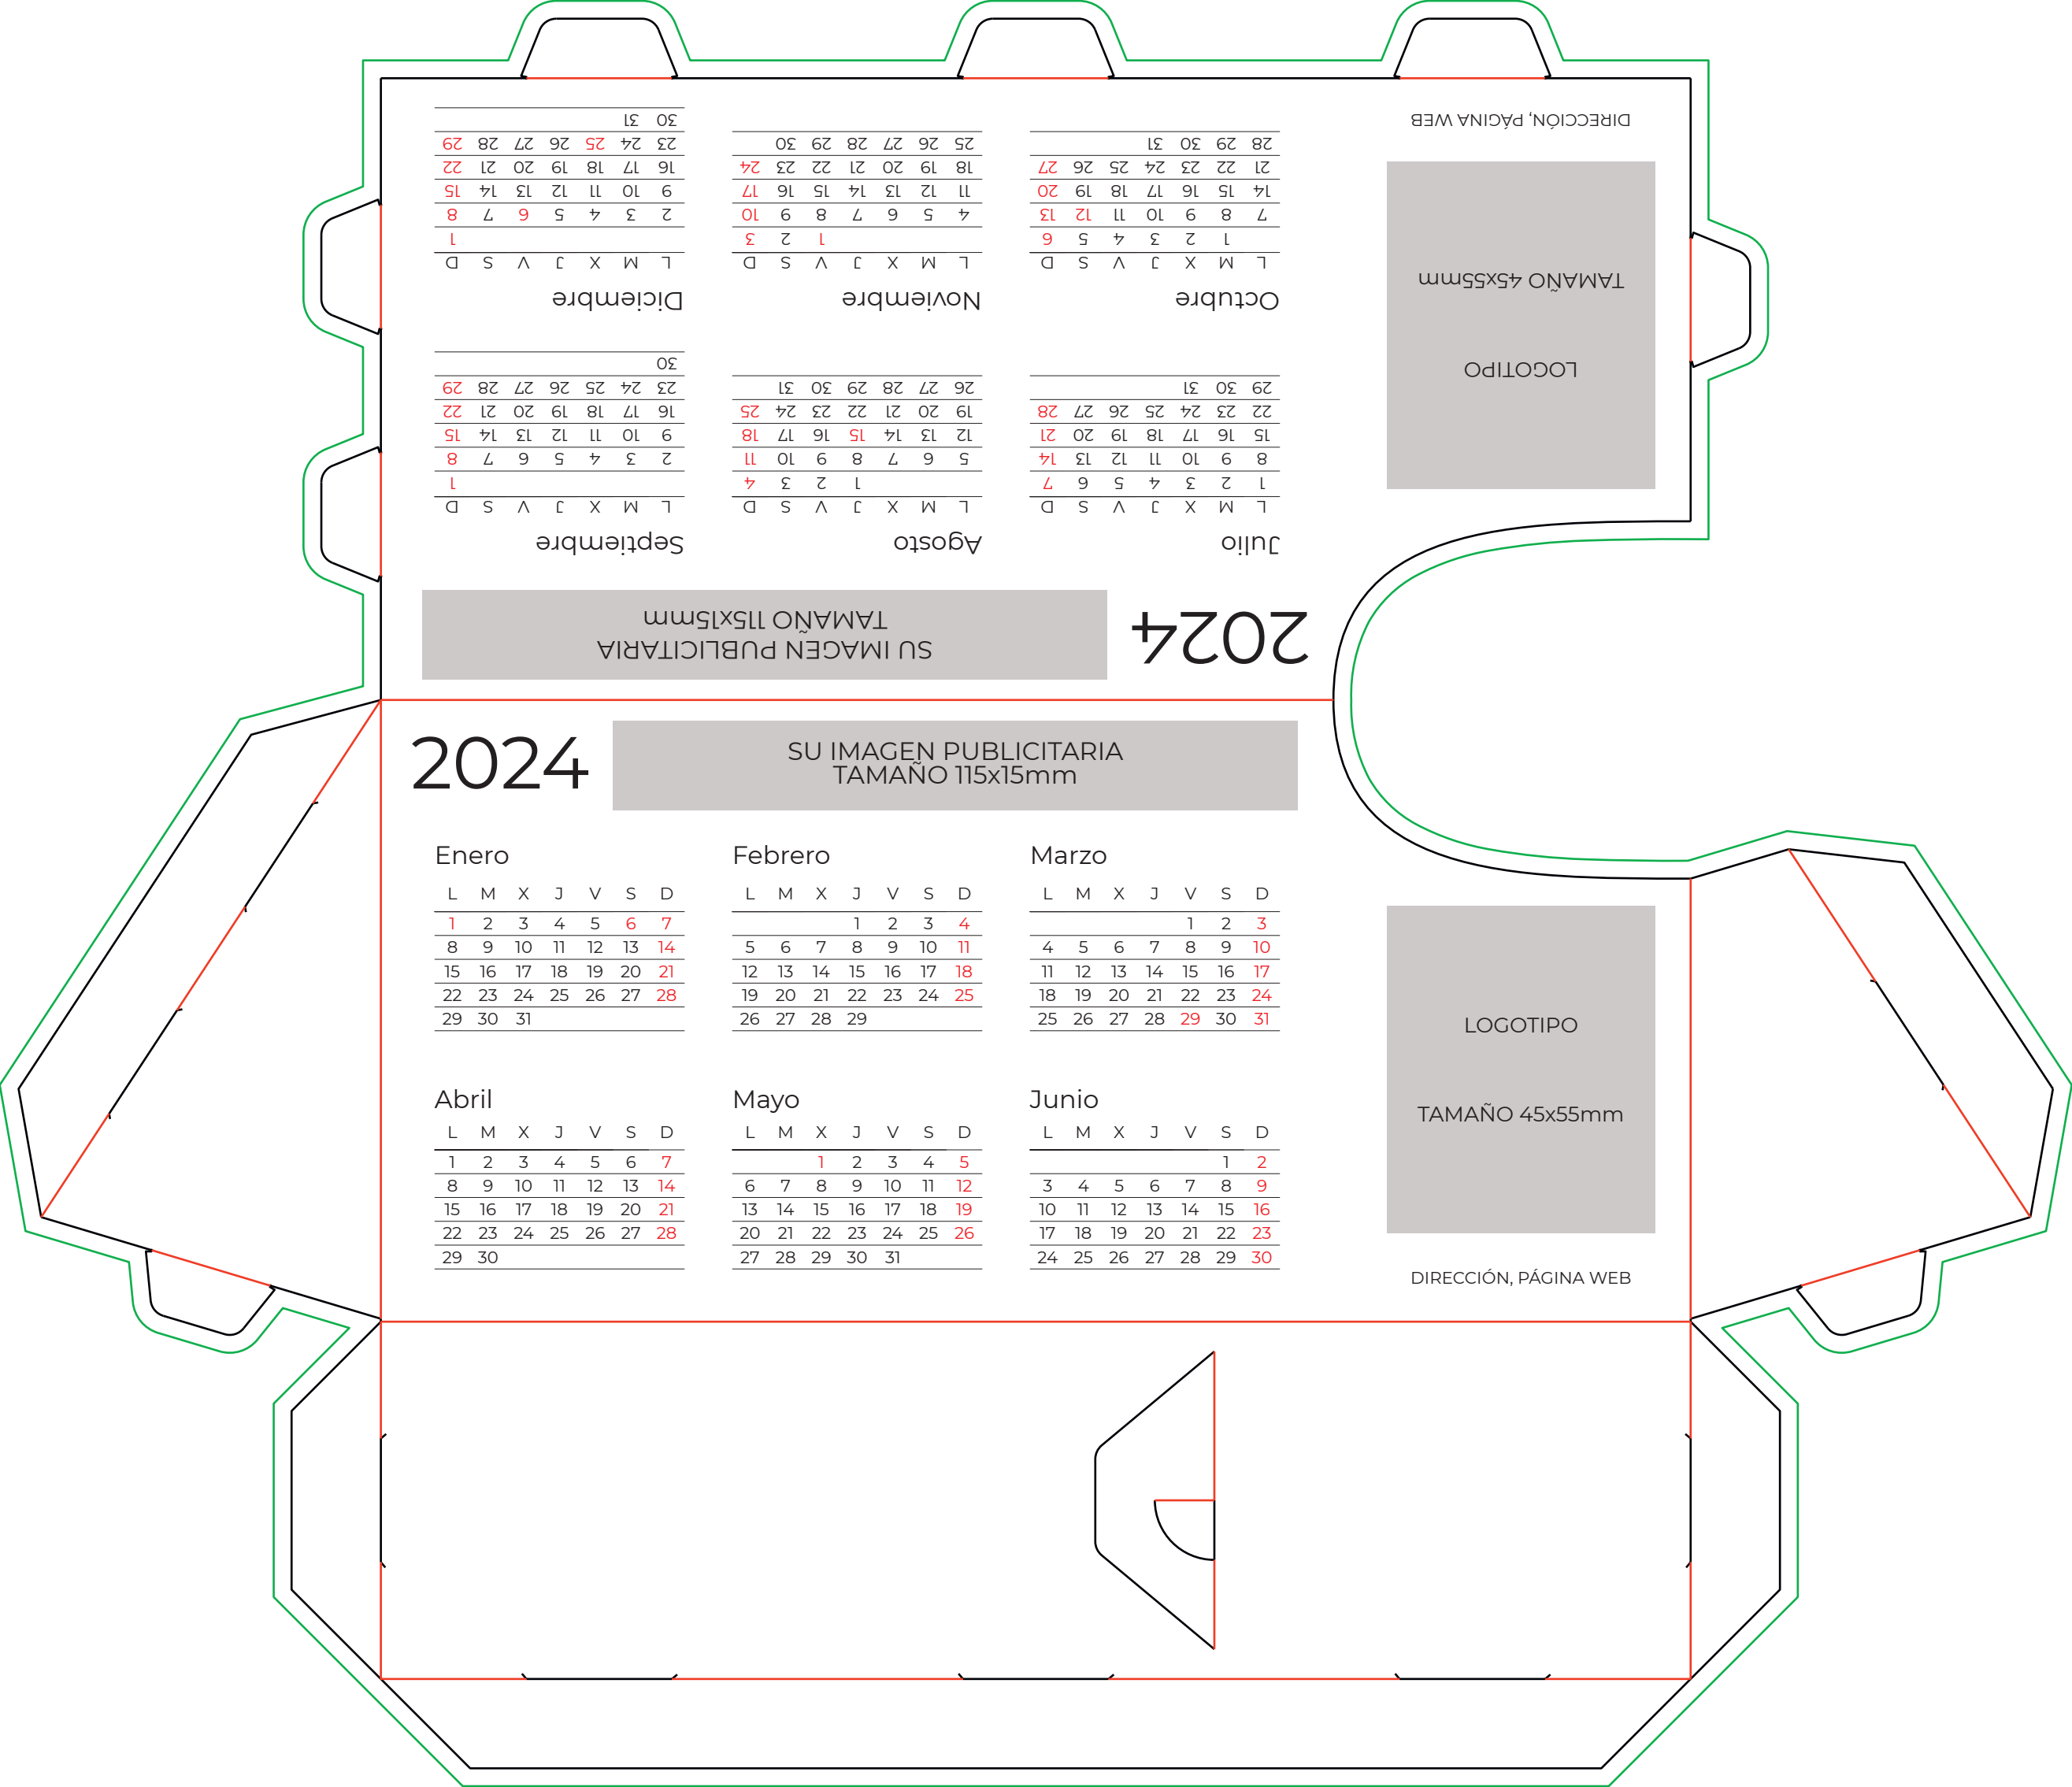 2024
SU IMAGEN PUBLICITARIA
TAMAÑO 115x15mm
Julio
L M X J V S D
1 2 3 4 5 6 7
8 9 10 11 12 13 14
15 16 17 18 19 20 21
22 23 24 25 26 27 28
29 30 31
Agosto
L M X J V S D
1 2 3 4
5 6 7 8 9 10 11
12 13 14 15 16 17 18
19 20 21 22 23 24 25
26 27 28 29 30 31
Septiembre
L M X J V S D
1
2 3 4 5 6 7 8
9 10 11 12 13 14 15
16 17 18 19 20 21 22
23 24 25 26 27 28 29
30
Octubre
L M X J V S D
1 2 3 4 5 6
7 8 9 10 11 12 13
14 15 16 17 18 19 20
21 22 23 24 25 26 27
28 29 30 31
Noviembre
L M X J V S D
1 2 3
4 5 6 7 8 9 10
11 12 13 14 15 16 17
18 19 20 21 22 23 24
25 26 27 28 29 30
Diciembre
L M X J V S D
1
2 3 4 5 6 7 8
9 10 11 12 13 14 15
16 17 18 19 20 21 22
23 24 25 26 27 28 29
30 31
LOGOTIPO
TAMAÑO 45x55mm
DIRECCIÓN, PÁGINA WEB
2024
SU IMAGEN PUBLICITARIA
TAMAÑO 115x15mm
Enero
L M X J V S D
1 2 3 4 5 6 7
8 9 10 11 12 13 14
15 16 17 18 19 20 21
22 23 24 25 26 27 28
29 30 31
Febrero
L M X J V S D
1 2 3 4
5 6 7 8 9 10 11
12 13 14 15 16 17 18
19 20 21 22 23 24 25
26 27 28 29
Marzo
L M X J V S D
1 2 3
4 5 6 7 8 9 10
11 12 13 14 15 16 17
18 19 20 21 22 23 24
25 26 27 28 29 30 31
Abril
L M X J V S D
1 2 3 4 5 6 7
8 9 10 11 12 13 14
15 16 17 18 19 20 21
22 23 24 25 26 27 28
29 30
Mayo
L M X J V S D
1 2 3 4 5
6 7 8 9 10 11 12
13 14 15 16 17 18 19
20 21 22 23 24 25 26
27 28 29 30 31
Junio
L M X J V S D
1 2
3 4 5 6 7 8 9
10 11 12 13 14 15 16
17 18 19 20 21 22 23
24 25 26 27 28 29 30
LOGOTIPO
TAMAÑO 45x55mm
DIRECCIÓN, PÁGINA WEB